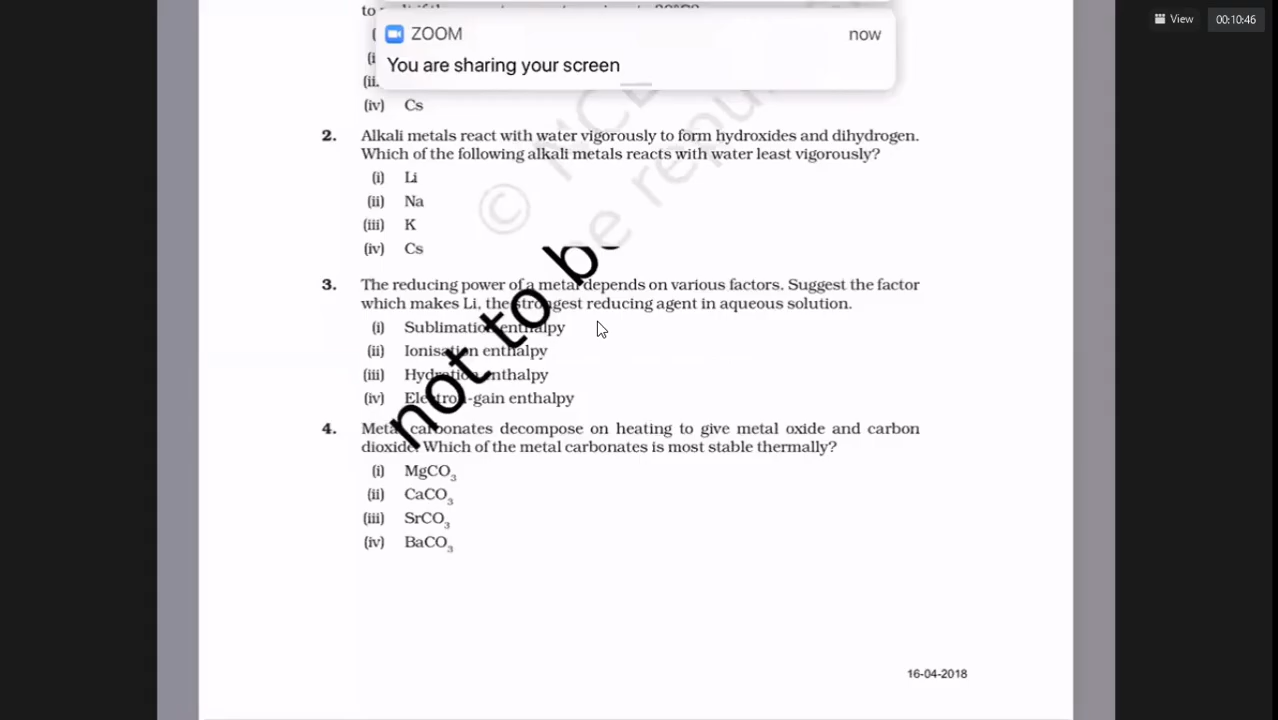 View
00:10:46
to
ZOOM
now
You are sharing your screen
(iv) Cs
2. Alkali metals react with water vigorously to form hydroxides and dihydrogen.
Which of the following alkali metals reacts with water least vigorously?
(i) Li
(ii) Na
(iii) K
(iv) Cs
3. The reducing power of a metal depends on various factors. Suggest the factor
which makes Li, the strongest reducing agent in aqueous solution.
(i) Sublimation enthalpy
(ii) Ionisation enthalpy
(iii) Hydration enthalpy
(iv) Electron-gain enthalpy
4. Metal carbonates decompose on heating to give metal oxide and carbon
dioxide. Which of the metal carbonates is most stable thermally?
(i) MgCO₃
(ii) CaCO₃
(iii) SrCO₃
(iv) BaCO₃
not to be
©
16-04-2018